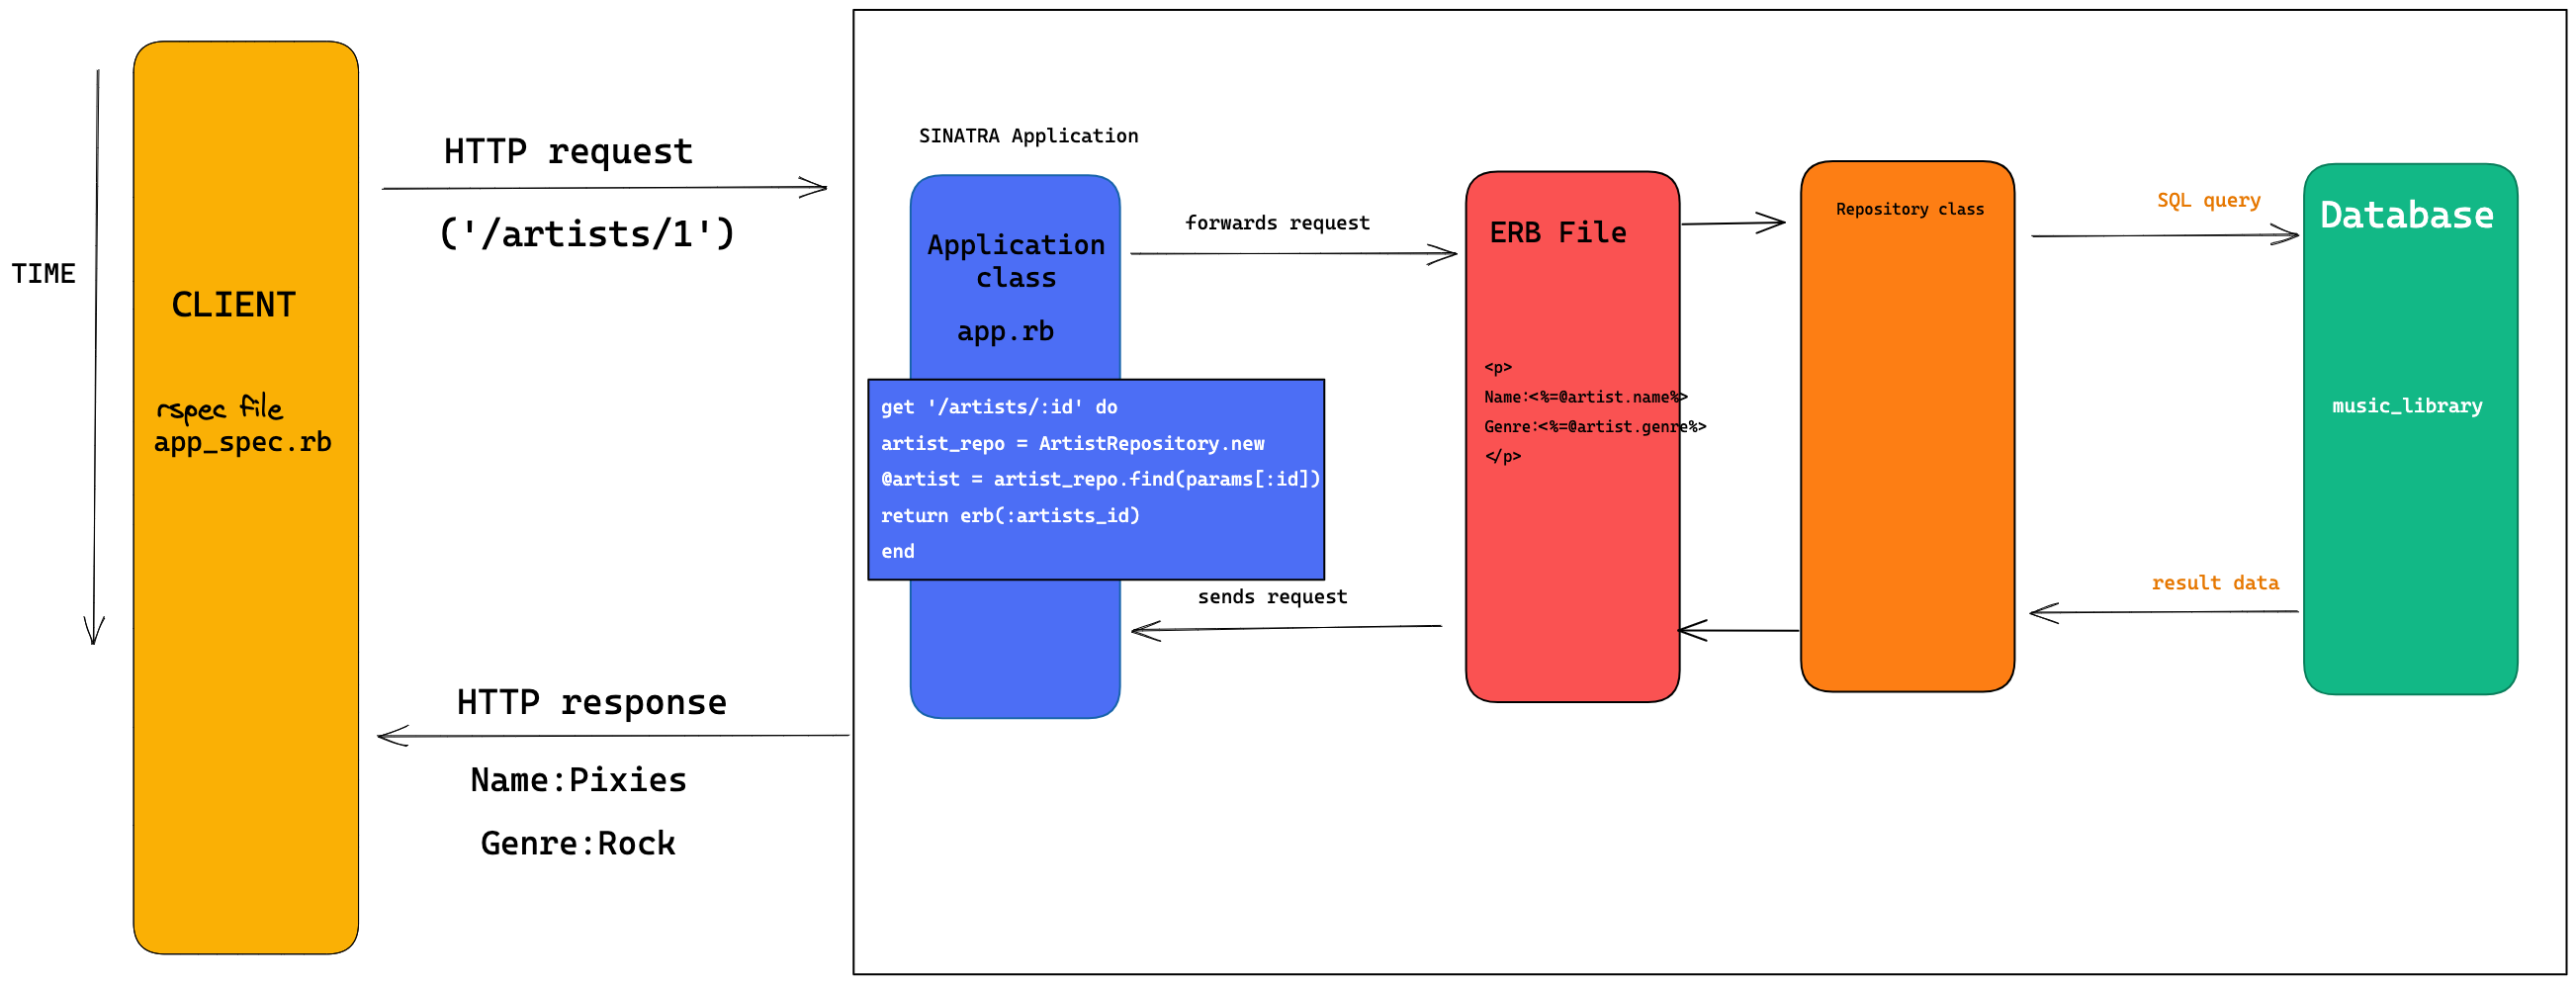 TIME
CLIENT
rspec file
app_spec.rb
HTTP request
('/artists/1')
HTTP response
Name:Pixies
Genre:Rock
SINATRA Application
Application
class
app.rb
get '/artists/:id' do
artist_repo = ArtistRepository.new
@artist = artist_repo.find(params[:id])
return erb(:artists_id)
end
forwards request
sends request
ERB File
<p>
Name:<%=@artist.name%>
Genre:<%=@artist.genre%>
</p>
Repository class
SQL query
result data
Database
music_library